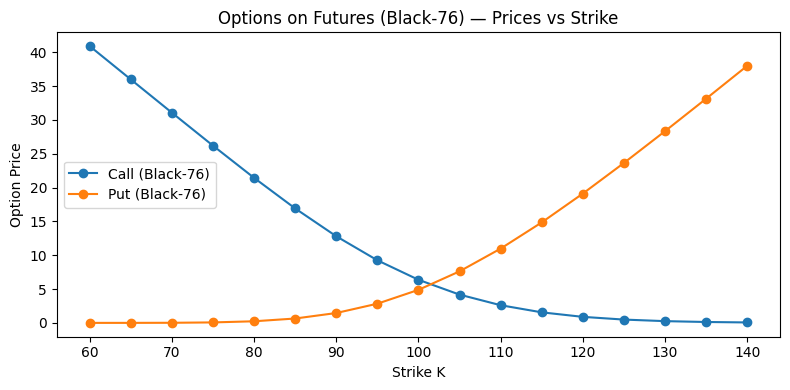 Options on Futures (Black-76) — Prices vs Strike
Option Price
40
35
30
25
20
15
10
5
0
Call (Black-76)
Put (Black-76)
60 70 80 90 100 110 120 130 140
Strike K